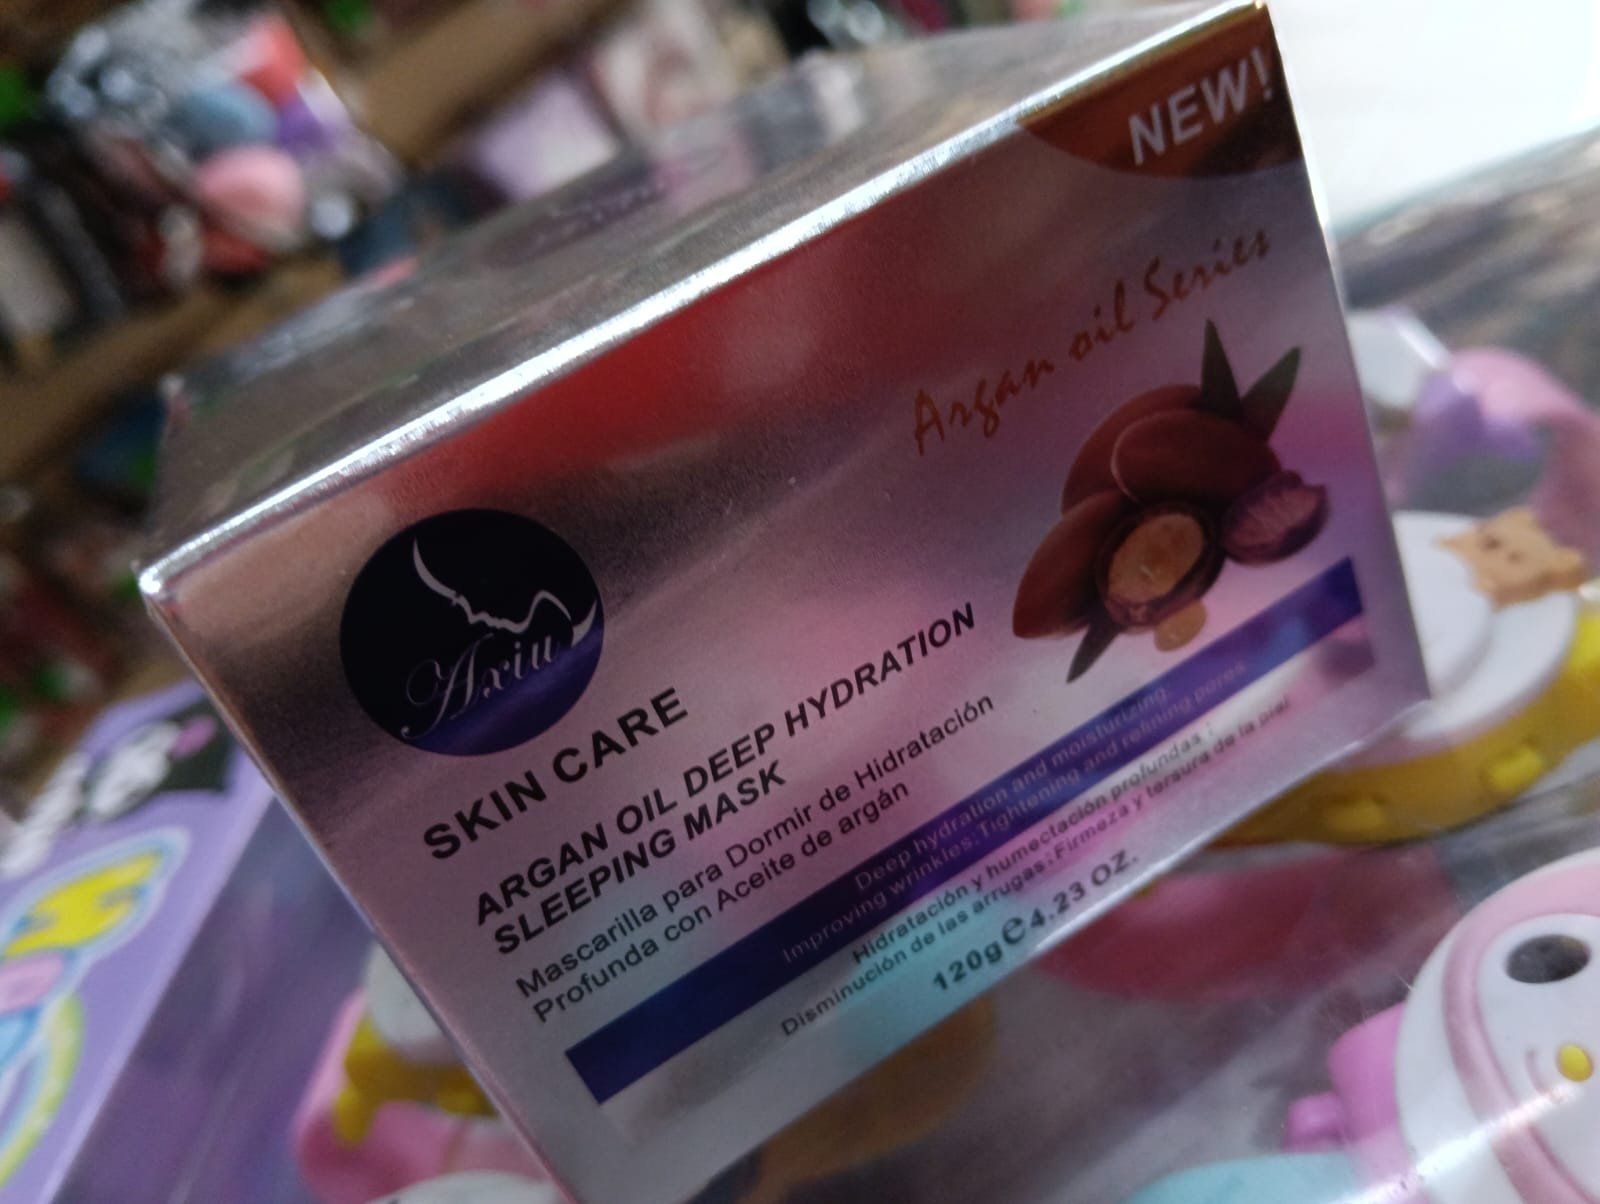 NEW!
Argan oil Series
Axiu
SKIN CARE
ARGAN OIL DEEP HYDRATION
SLEEPING MASK
Mascarilla para Dormir de Hidratación
Profunda con Aceite de argán
Deep hydration and moisturizing.
Improving wrinkles:Tightening and refining pores
Hidratación y humectación profundas ;
Disminución de las arrugas:Firmeza y tersura de la piel
120g℮4.23 OZ.